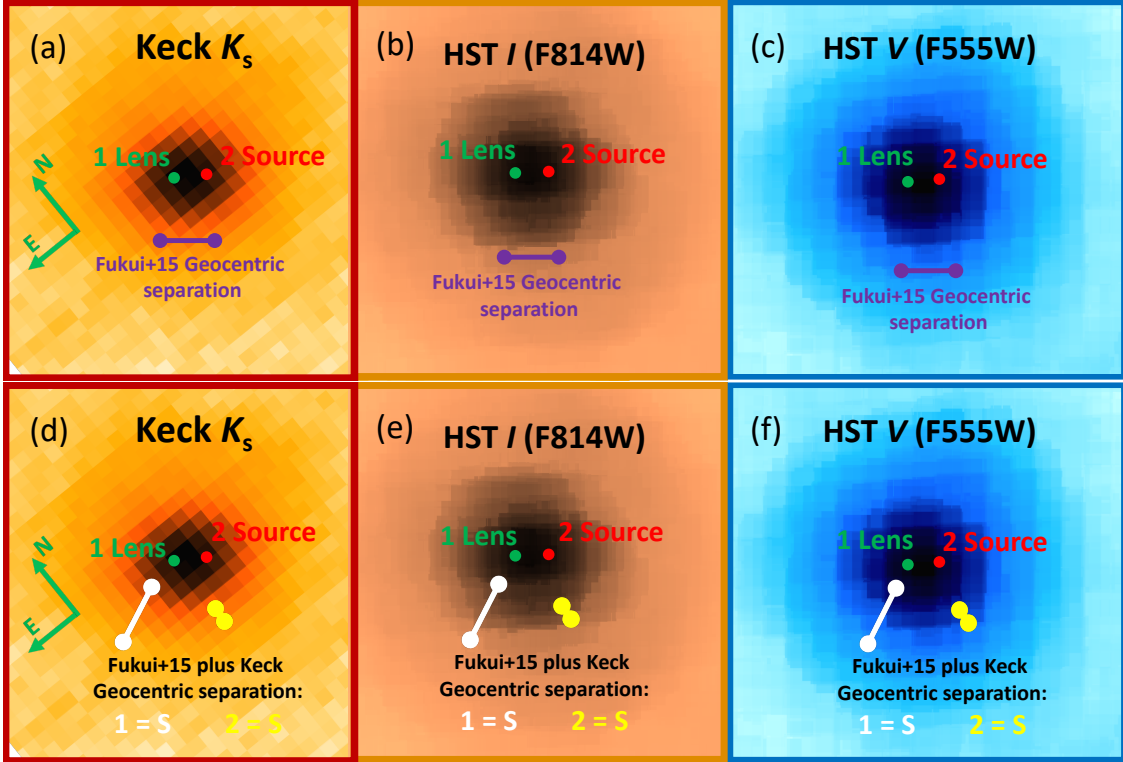 (a)
Keck Ks
1 Lens
2 Source
N
E
Fukui+15 Geocentric
separation
(b)
HST I (F814W)
1 Lens
2 Source
Fukui+15 Geocentric
separation
(c)
HST V (F555W)
1 Lens
2 Source
Fukui+15 Geocentric
separation
(d)
Keck Ks
1 Lens
2 Source
N
E
Fukui+15 plus Keck
Geocentric separation:
1 = S 2 = S
(e)
HST I (F814W)
1 Lens
2 Source
Fukui+15 plus Keck
Geocentric separation:
1 = S 2 = S
(f)
HST V (F555W)
1 Lens
2 Source
Fukui+15 plus Keck
Geocentric separation:
1 = S 2 = S